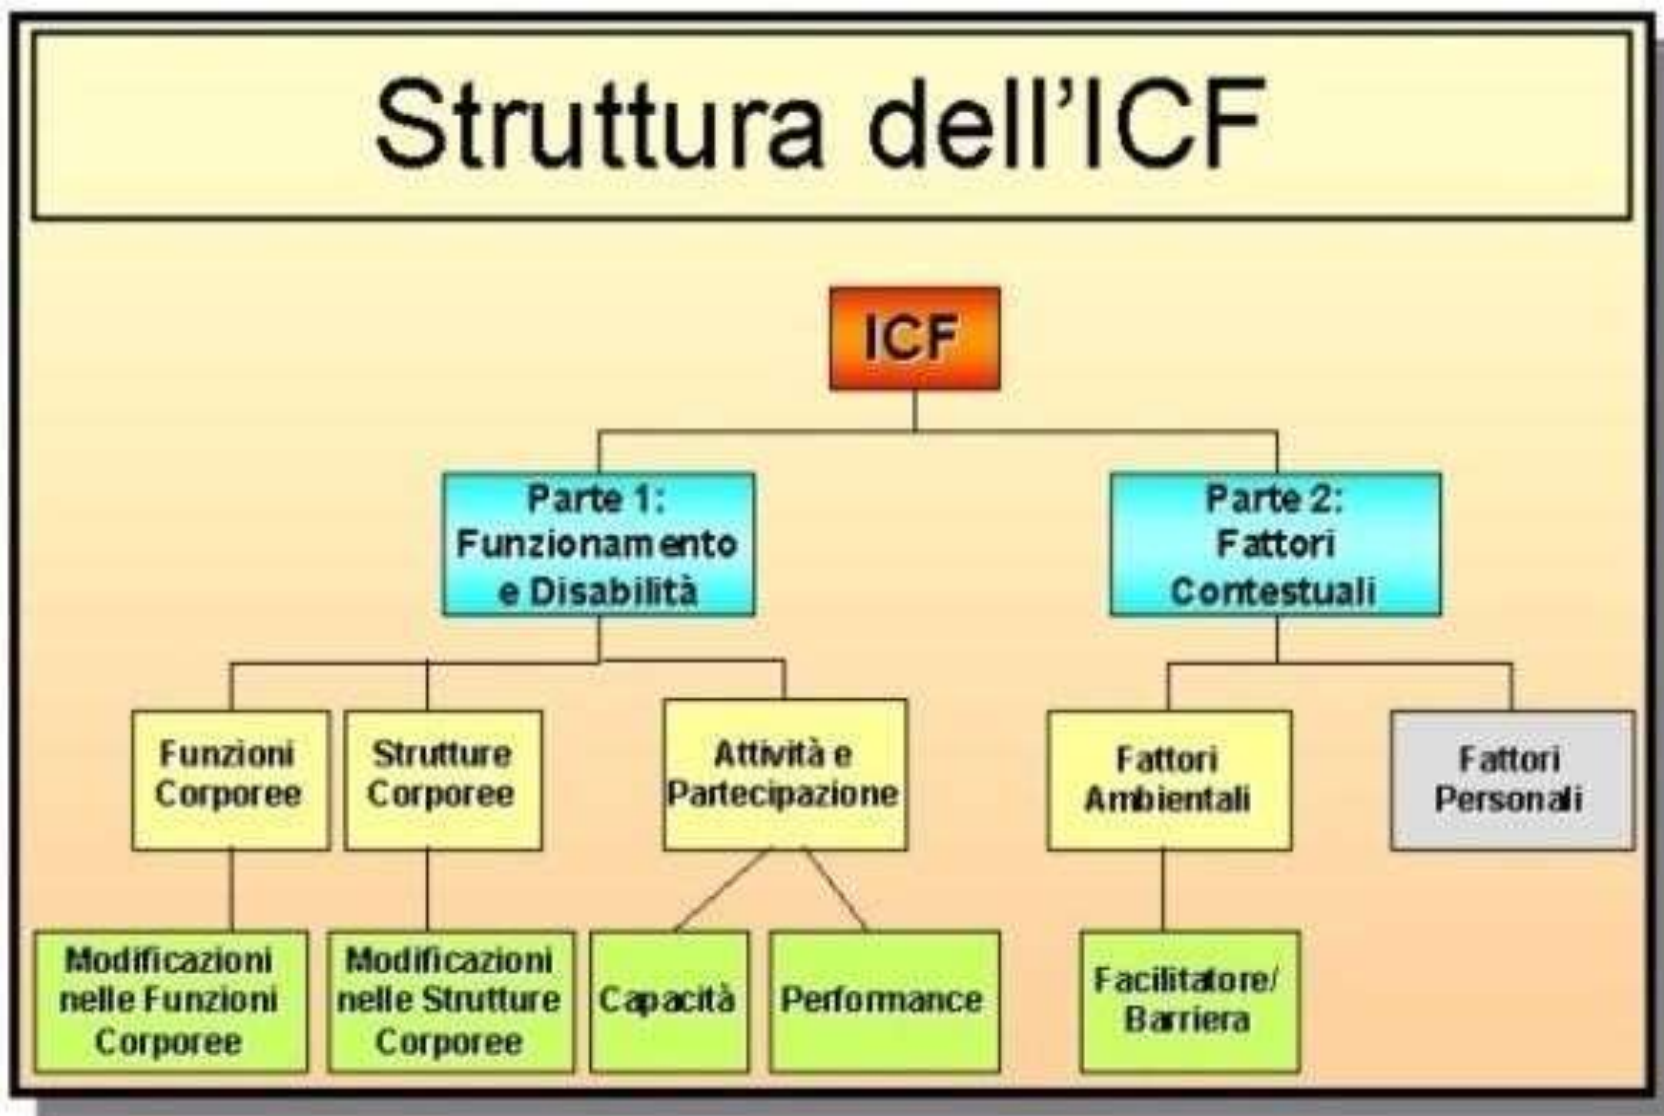 Struttura dell'ICF
ICF
Parte 1:
Funzionamento
e Disabilità
Parte 2:
Fattori
Contestuali
Funzioni
Corporee
Strutture
Corporee
Attività e
Partecipazione
Fattori
Ambientali
Fattori
Personali
Modificazioni
nelle Funzioni
Corporee
Modificazioni
nelle Strutture
Corporee
Capacità
Performance
Facilitatore/
Barriera